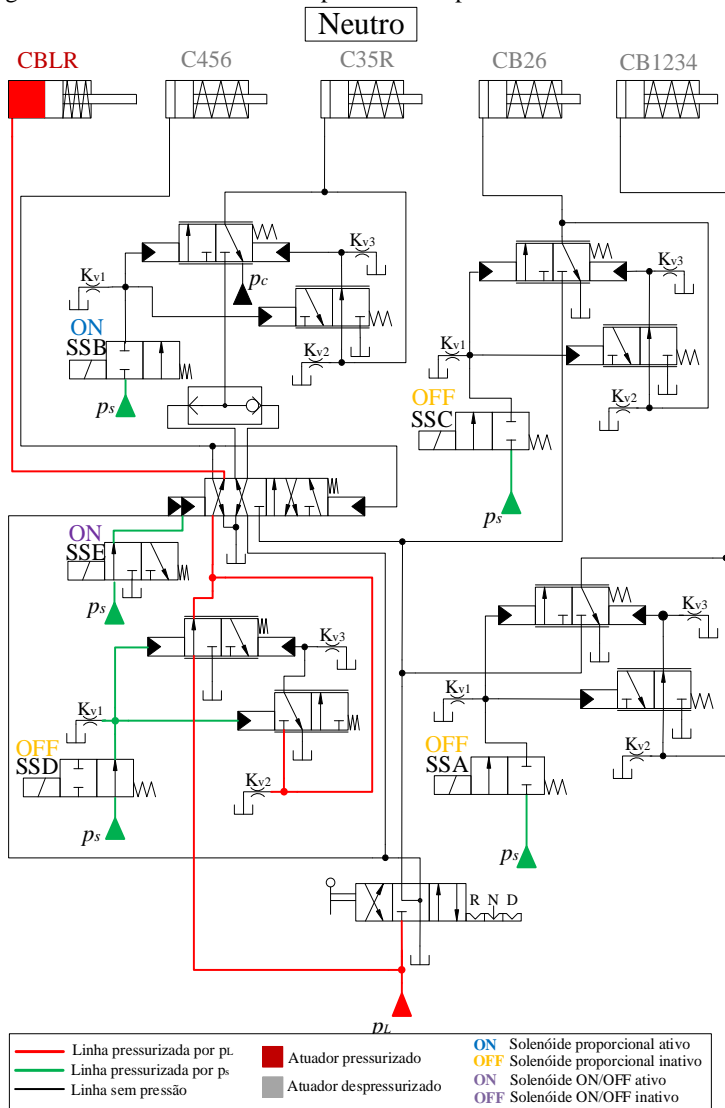 Neutro
CBLR C456 C35R CB26 CB1234
Kv3
Kv3
Kv1
pc
ON
SSB
Kv2
Kv1
ps
OFF
SSC
Kv2
ps
ON
SSE
ps
Kv3
Kv3
Kv1
Kv1
OFF
SSD
Kv2
OFF
SSA
Kv2
ps
ps
R N D
pL
Linha pressurizada por pL
Linha pressurizada por ps
Linha sem pressão
Atuador pressurizado
Atuador despressurizado
ON Solenóide proporcional ativo
OFF Solenóide proporcional inativo
ON Solenóide ON/OFF ativo
OFF Solenóide ON/OFF inativo